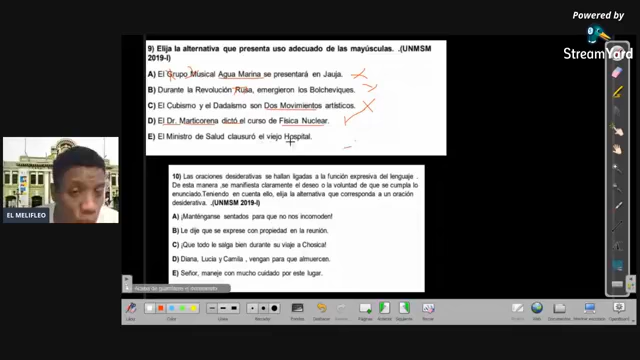 Powered by
StreamYard
9) Elija la alternativa que presenta uso adecuado de las mayúsculas. .(UNMSM
2019-I)
A) El Grupo Musical Agua Marina se presentará en Jauja.
B) Durante la Revolución Rusa, emergieron los Bolcheviques.
C) El Cubismo y el Dadaísmo son Dos Movimientos artísticos.
D) El Dr. Marticorena dictó el curso de Física Nuclear.
E) El Ministro de Salud clausuró el viejo Hospital.
10) Las oraciones desiderativas se hallan ligadas a la función expresiva del lenguaje .
De esta manera ,se manifiesta claramente el deseo o la voluntad de que se cumpla lo
enunciado.Teniendo en cuenta ello, elija la alternativa que corresponda a un oración
desiderativa. (UNMSM 2019-I)
A) ¡Manténganse sentados para que no nos incomoden!
B) Le dije que se exprese con propiedad en la reunión.
C) ¡Que todo le salga bien durante su viaje a Chosica!
D) Diana, Lucía y Camila, vengan para que almuercen.
E) Señor, maneje con mucho cuidado por este lugar.
EL MELIFLEO